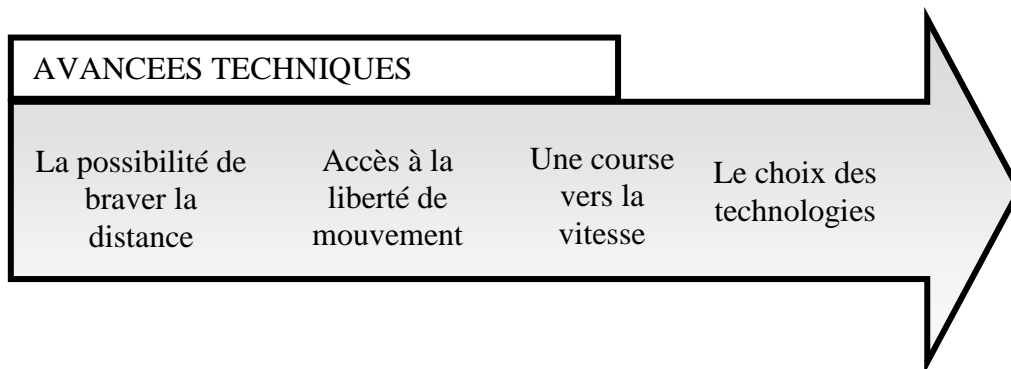 AVANCEES TECHNIQUES
La possibilité de
braver la
distance
Accès à la
liberté de
mouvement
Une course
vers la
vitesse
Le choix des
technologies